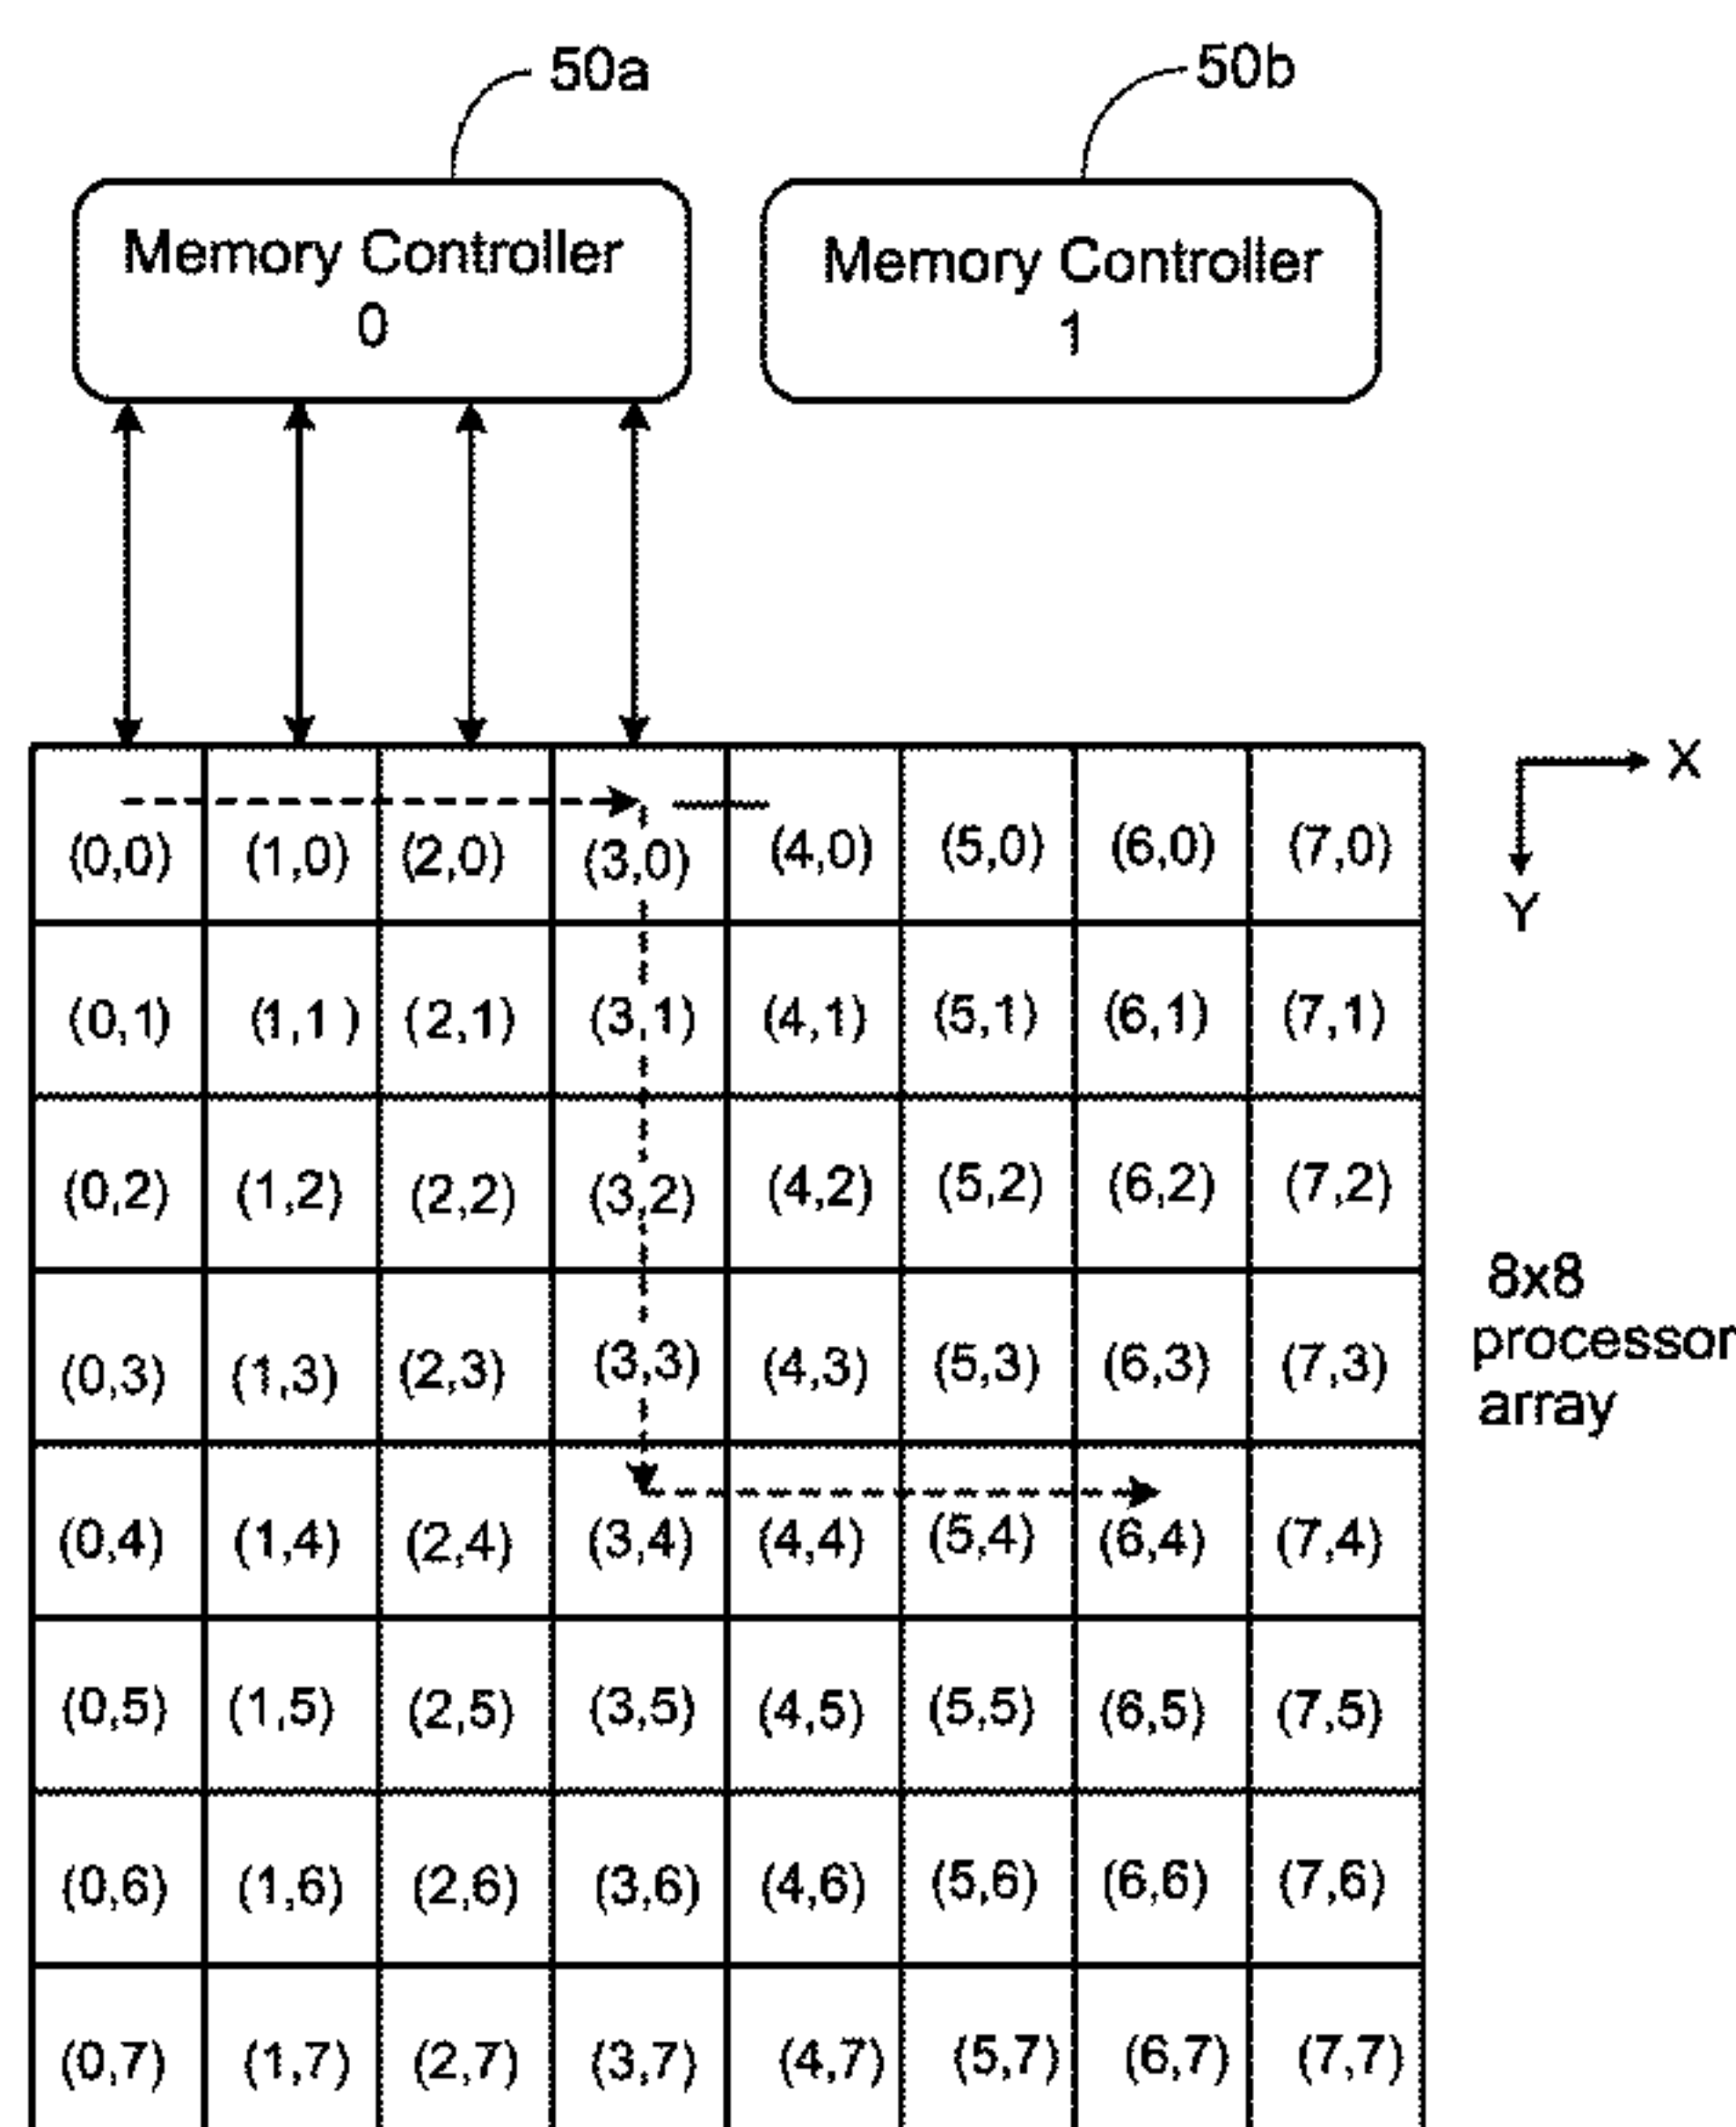 50a
50b
Memory Controller
0
Memory Controller
1
X
Y
(0,0) (1,0) (2,0) (3,0) (4,0) (5,0) (6,0) (7,0)
(0,1) (1,1 ) (2,1) (3,1) (4,1) (5,1) (6,1) (7,1)
(0,2) (1,2) (2,2) (3,2) (4,2) (5,2) (6,2) (7,2)
8x8
processor
array
(0,3) (1,3) (2,3) (3,3) (4,3) (5,3) (6,3) (7,3)
(0,4) (1,4) (2,4) (3,4) (4,4) (5,4) (6,4) (7,4)
(0,5) (1,5) (2,5) (3,5) (4,5) (5,5) (6,5) (7,5)
(0,6) (1,6) (2,6) (3,6) (4,6) (5,6) (6,6) (7,6)
(0,7) (1,7) (2,7) (3,7) (4,7) (5,7) (6,7) (7,7)